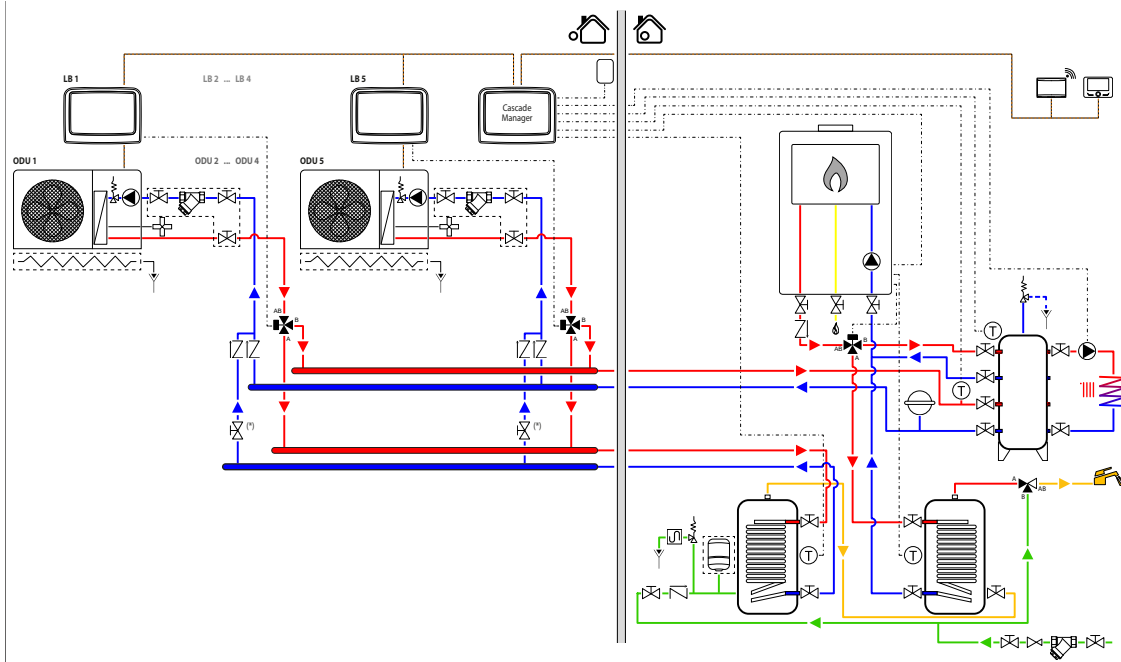 LB 1
LB 2 ... LB 4
LB 5
Cascade
Manager
ODU 1
ODU 2 ... ODU 4
ODU 5
AB
B
A
AB
B
A
B
AB
A
T
T
(*)
(*)
A
AB
B
T
T